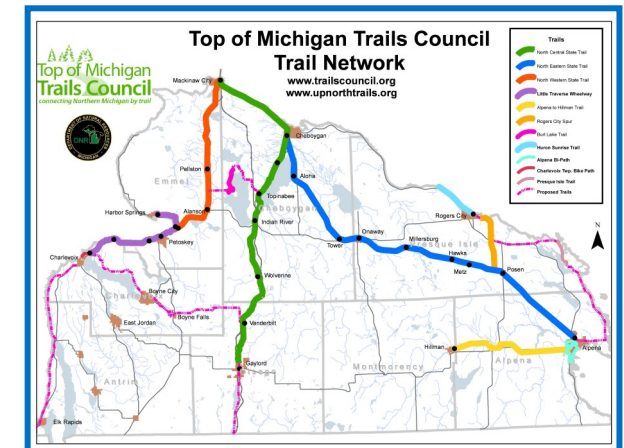 Top of Michigan Trails Council
Trail Network
www.trailscouncil.org
www.upnorthtrails.org
Top of Michigan
Trails Council
connecting Northern Michigan by trail
DNR
Trails
North Central State Trail
North Eastern State Trail
North Western State Trail
Little Traverse Wheelway
Alpena to Hillman Trail
Rogers City Spur
Burt Lake Trail
Huron Sunrise Trail
Alpena Bi-Path
Charlevoix Twp. Bike Path
Presque Isle Trail
Proposed Trails
N
Mackinaw City
Cheboygan
Pellston
Aloha
Emmet
Topinabee
Cheboygan
Harbor Springs
Alanson
Indian River
Rogers City
Petoskey
Onaway
Tower
Millersburg
Presque Isle
Hawks
Metz
Posen
Charlevoix
Wolverine
Boyne City
Charlevoix
Boyne Falls
East Jordan
Vanderbilt
Alpena
Hillman
Gaylord
Otsego
Montmorency
Alpena
Antrim
Elk Rapids